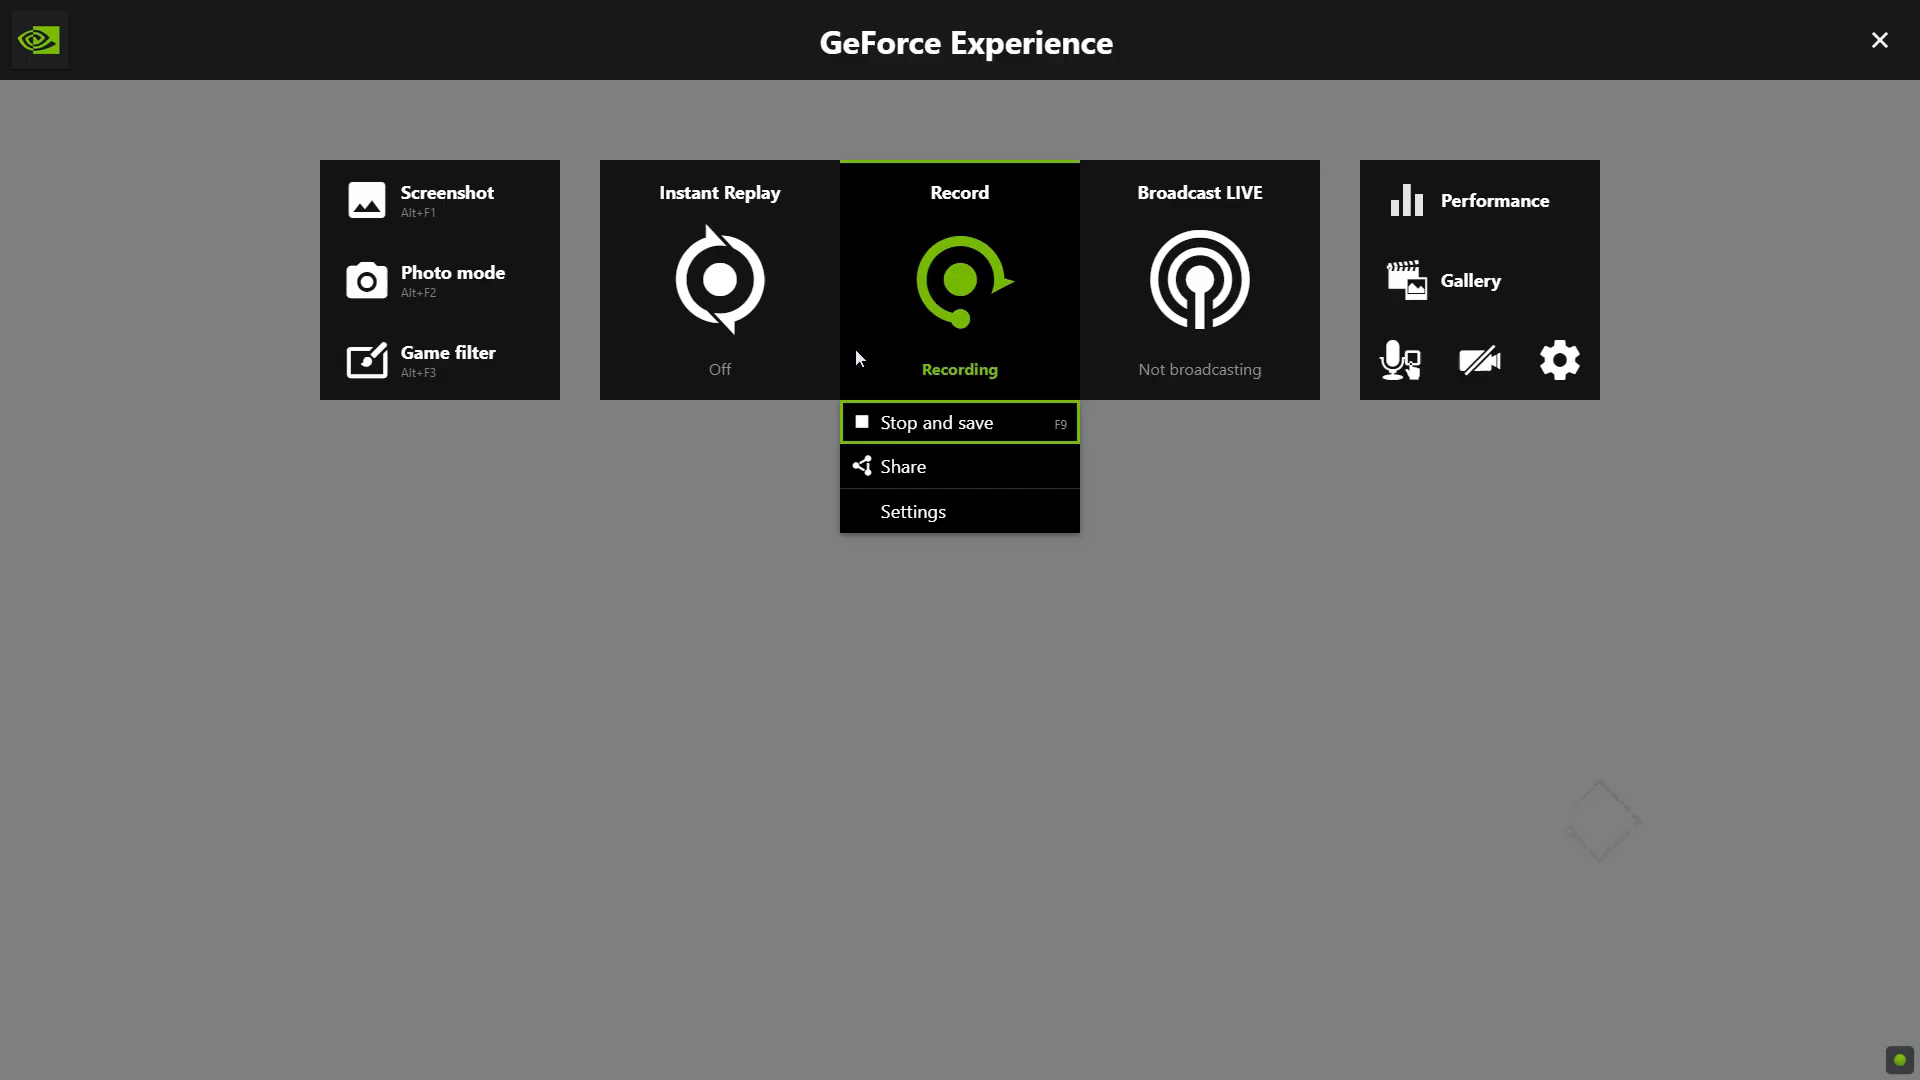 GeForce Experience
Screenshot
Alt+F1
Photo mode
Alt+F2
Game filter
Alt+F3
Instant Replay
Off
Record
Recording
Broadcast LIVE
Not broadcasting
Performance
Gallery
Stop and save F9
Share
Settings